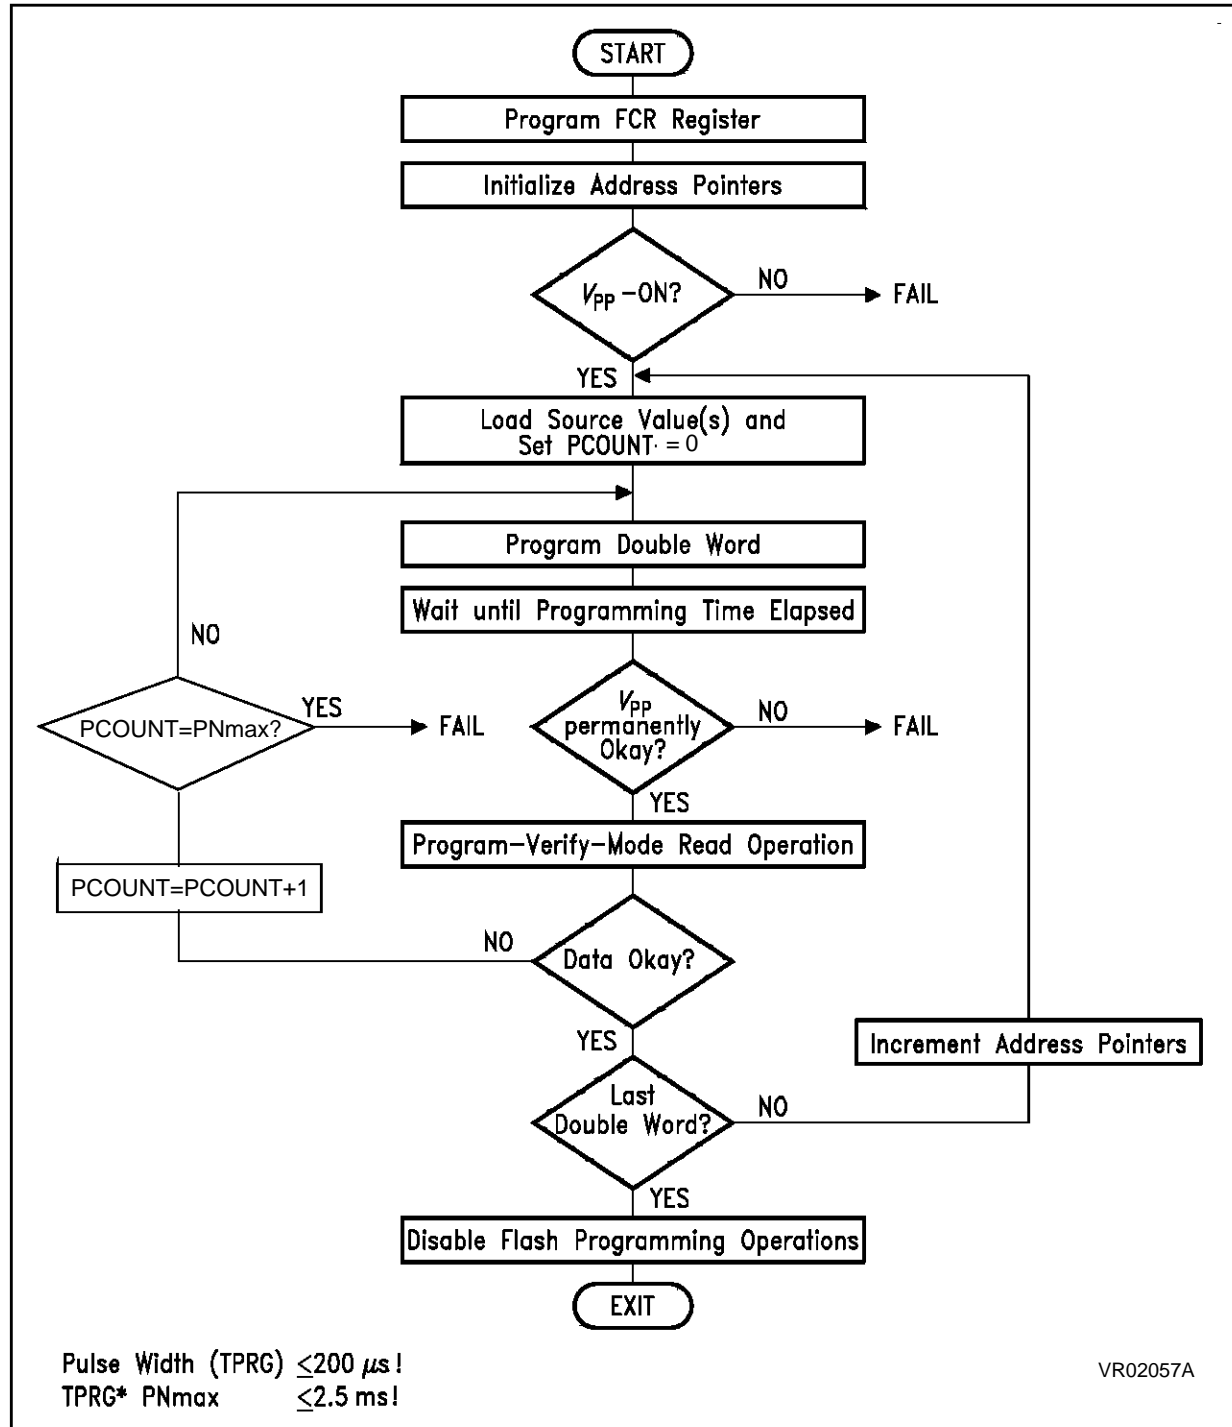 START
Program FCR Register
Initialize Address Pointers
VPP -ON?
NO
FAIL
YES
Load Source Value(s) and
Set PCOUNT = 0
Program Double Word
Wait until Programming Time Elapsed
NO
PCOUNT=PNmax?
YES
FAIL
VPP
permanently
Okay?
NO
FAIL
YES
Program-Verify-Mode Read Operation
PCOUNT=PCOUNT+1
NO
Data Okay?
YES
Increment Address Pointers
Last
Double Word?
NO
YES
Disable Flash Programming Operations
EXIT
Pulse Width (TPRG) ≤200 µs!
TPRG* PNmax ≤2.5 ms!
VR02057A